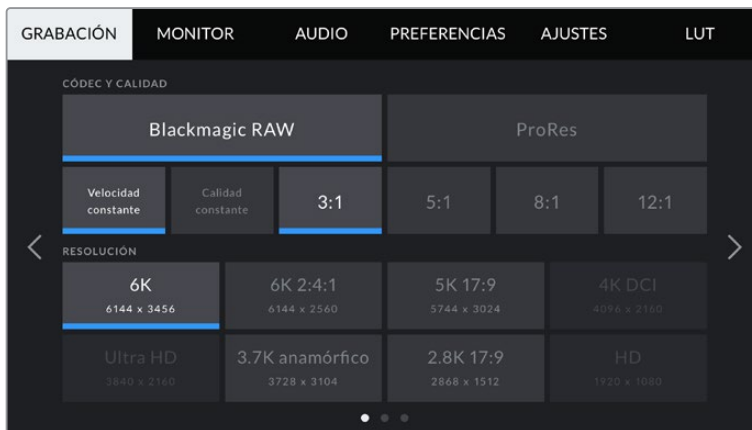 GRABACIÓN MONITOR AUDIO PREFERENCIAS AJUSTES LUT
CÓDEC Y CALIDAD
Blackmagic RAW ProRes
Velocidad constante Calidad constante 3:1 5:1 8:1 12:1
RESOLUCIÓN
6K 6K 2:4:1 5K 17:9 4K DCI
6144 x 3456 6144 x 2560 5744 x 3024 4096 x 2160
Ultra HD 3.7K anamórfico 2.8K 17:9 HD
3840 x 2160 3728 x 3104 2868 x 1512 1920 x 1080